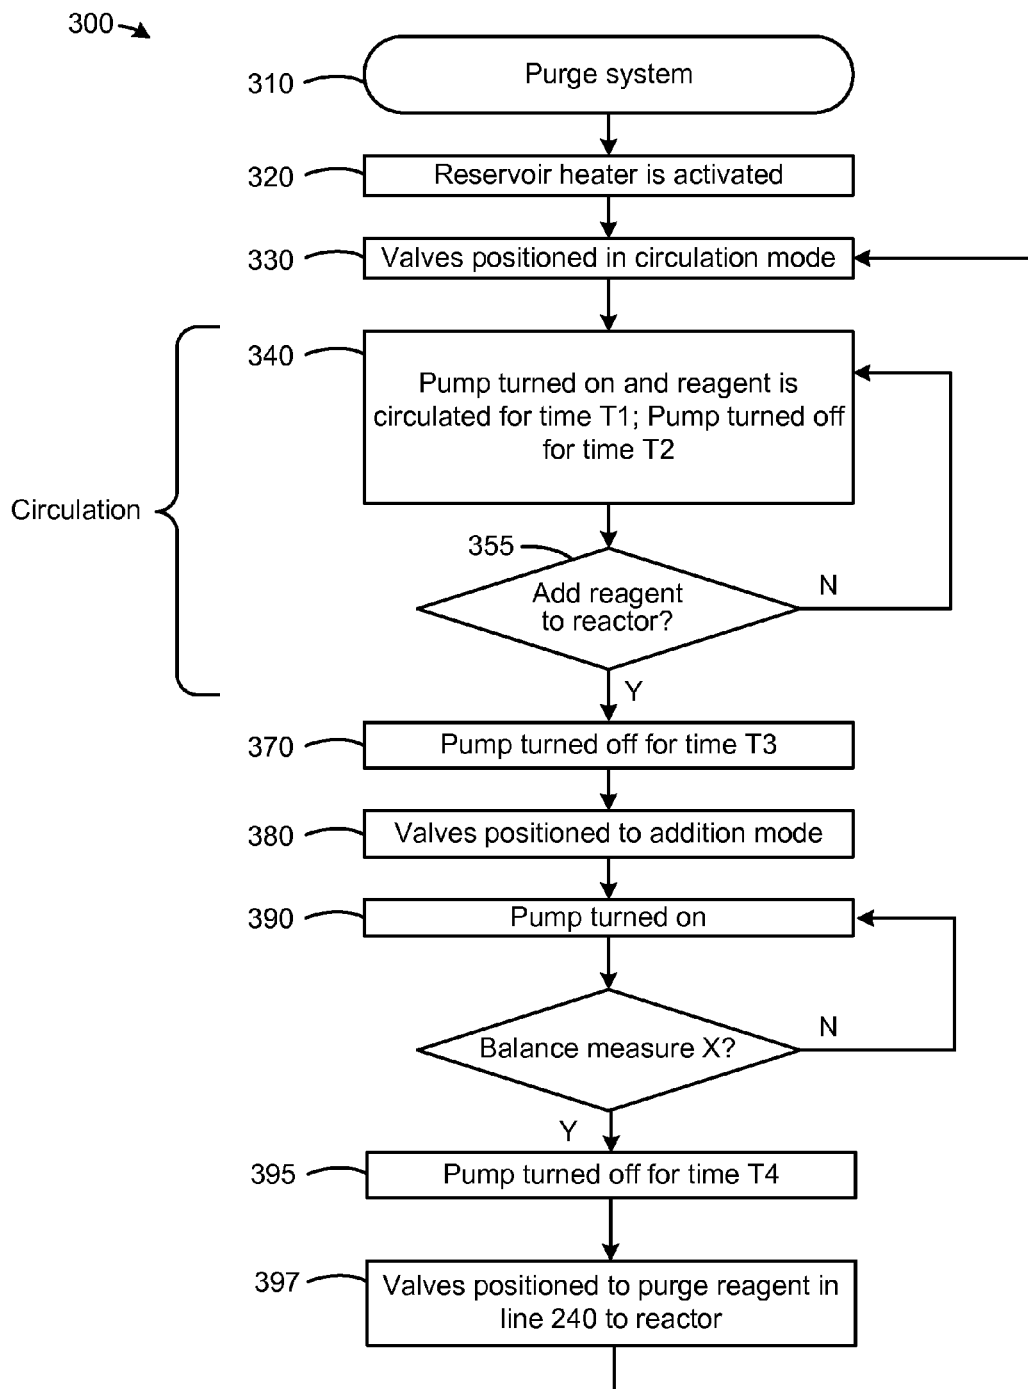 300
310
Purge system
320
Reservoir heater is activated
330
Valves positioned in circulation mode
340
Pump turned on and reagent is
circulated for time T1; Pump turned off
for time T2
Circulation
355
Add reagent
to reactor?
N
Y
370
Pump turned off for time T3
380
Valves positioned to addition mode
390
Pump turned on
Balance measure X?
N
Y
395
Pump turned off for time T4
397
Valves positioned to purge reagent in
line 240 to reactor